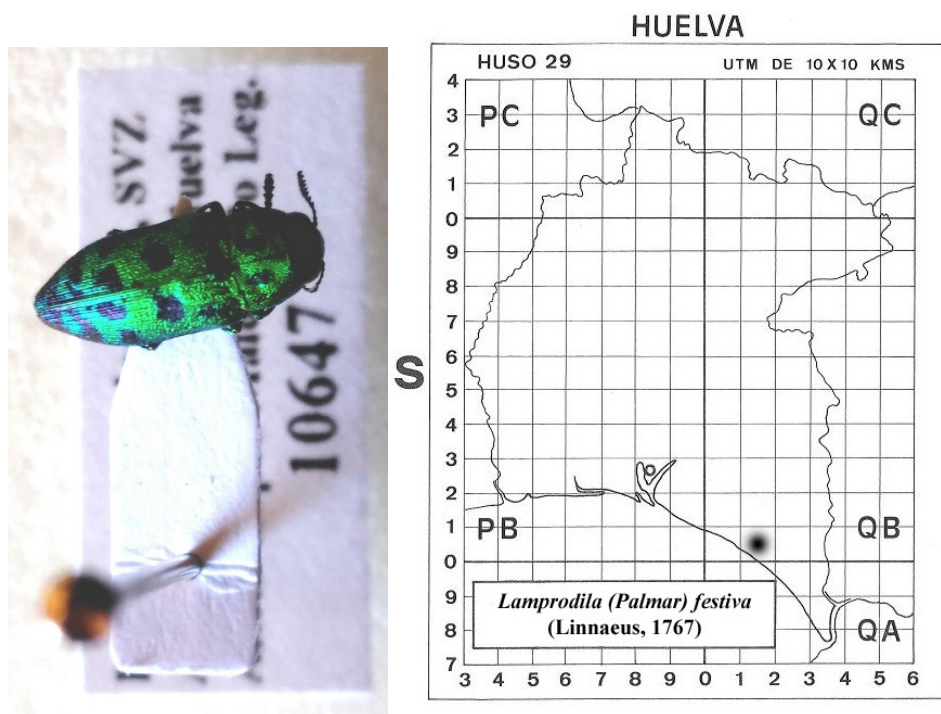 SVZ
uelva
o Leg.
10647
HUELVA
HUSO 29 UTM DE 10 X 10 KMS
4
3 PC QC
2
1
0
9
8
7
6
S
5
4
3
2
1 PB QB
0
9
8 QA
7
Lamprodila (Palmar) festiva
(Linnaeus, 1767)
3 4 5 6 7 8 9 0 1 2 3 4 5 6